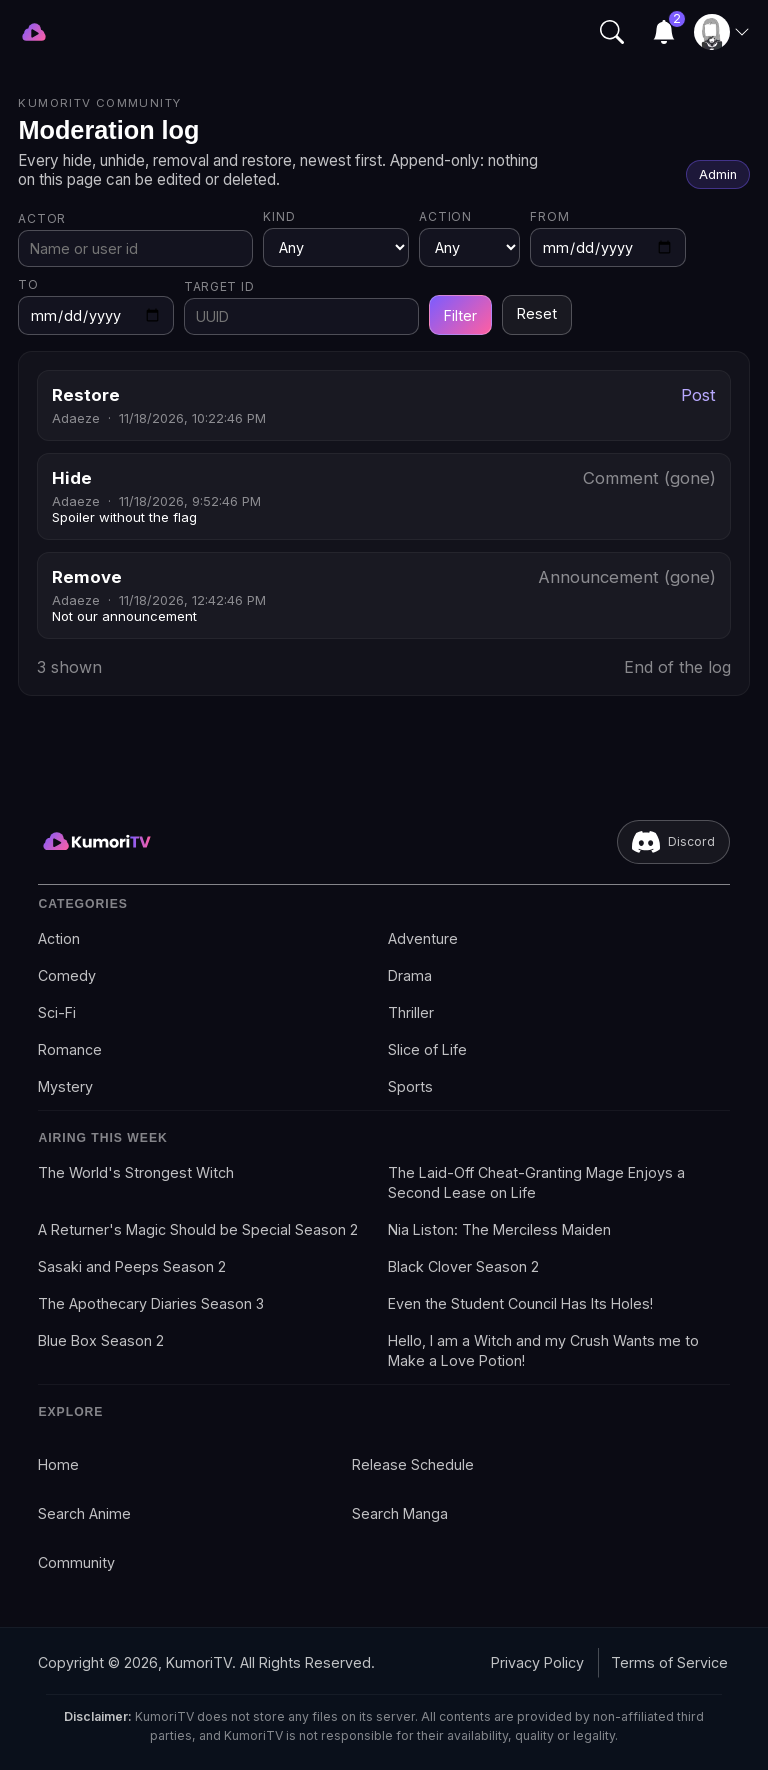 2
KUMORITV COMMUNITY
Moderation log
Every hide, unhide, removal and restore, newest first. Append-only: nothing
on this page can be edited or deleted.
Admin
ACTOR
KIND
ACTION
FROM
Name or user id
Any
Any
mm/dd/yyyy
TO
TARGET ID
mm/dd/yyyy
UUID
Filter
Reset
Restore
Post
Adaeze · 11/18/2026, 10:22:46 PM
Hide
Comment (gone)
Adaeze · 11/18/2026, 9:52:46 PM
Spoiler without the flag
Remove
Announcement (gone)
Adaeze · 11/18/2026, 12:42:46 PM
Not our announcement
3 shown
End of the log
KumoriTV
Discord
CATEGORIES
Action
Adventure
Comedy
Drama
Sci-Fi
Thriller
Romance
Slice of Life
Mystery
Sports
AIRING THIS WEEK
The World's Strongest Witch
The Laid-Off Cheat-Granting Mage Enjoys a
Second Lease on Life
A Returner's Magic Should be Special Season 2
Nia Liston: The Merciless Maiden
Sasaki and Peeps Season 2
Black Clover Season 2
The Apothecary Diaries Season 3
Even the Student Council Has Its Holes!
Blue Box Season 2
Hello, I am a Witch and my Crush Wants me to
Make a Love Potion!
EXPLORE
Home
Release Schedule
Search Anime
Search Manga
Community
Copyright © 2026, KumoriTV. All Rights Reserved.
Privacy Policy
Terms of Service
Disclaimer: KumoriTV does not store any files on its server. All contents are provided by non-affiliated third
parties, and KumoriTV is not responsible for their availability, quality or legality.